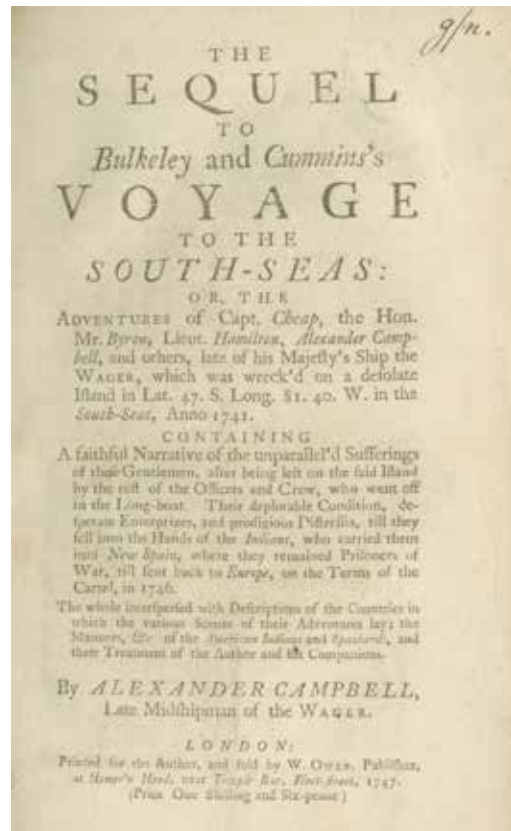 g/n.
THE
SEQUEL
TO
Bulkeley and Cummins's
VOYAGE
TO THE
SOUTH-SEAS:
OR, THE
ADVENTURES of Capt. Cheap, the Hon.
Mr. Byron, Lieut. Hamilton, Alexander Camp-
bell, and others, late of his Majeſty's Ship the
WAGER, which was wreck'd on a deſolate
Iſland in Lat. 47. S. Long. 81. 40. W. in the
South-Seas, Anno 1741.
CONTAINING
A faithful Narrative of the unparallel'd Sufferings
of theſe Gentlemen, after being left on the ſaid Iſland
by the reſt of the Officers and Crew, who went off
in the Long-boat. Their deplorable Condition, de-
ſperate Enterprizes, and prodigious Diſtreſſes, till they
fell into the Hands of the Indians, who carried them
into New Spain, where they remained Priſoners of
War, till ſent back to Europe, on the Terms of the
Cartel, in 1746.
The whole interſperſed with Deſcriptions of the Countries in
which the various Scenes of their Adventures lay; the
Manners, &c. of the American Indians and Spaniards, and
their Treatment of the Author and his Companions.
By ALEXANDER CAMPBELL,
Late Midſhipman of the WAGER.
LONDON:
Printed for the Author, and ſold by W. OWEN, Publiſher,
at Homer's Head, near Temple Bar, Fleet-ſtreet, 1747.
(Price One Shilling and Six-pence)